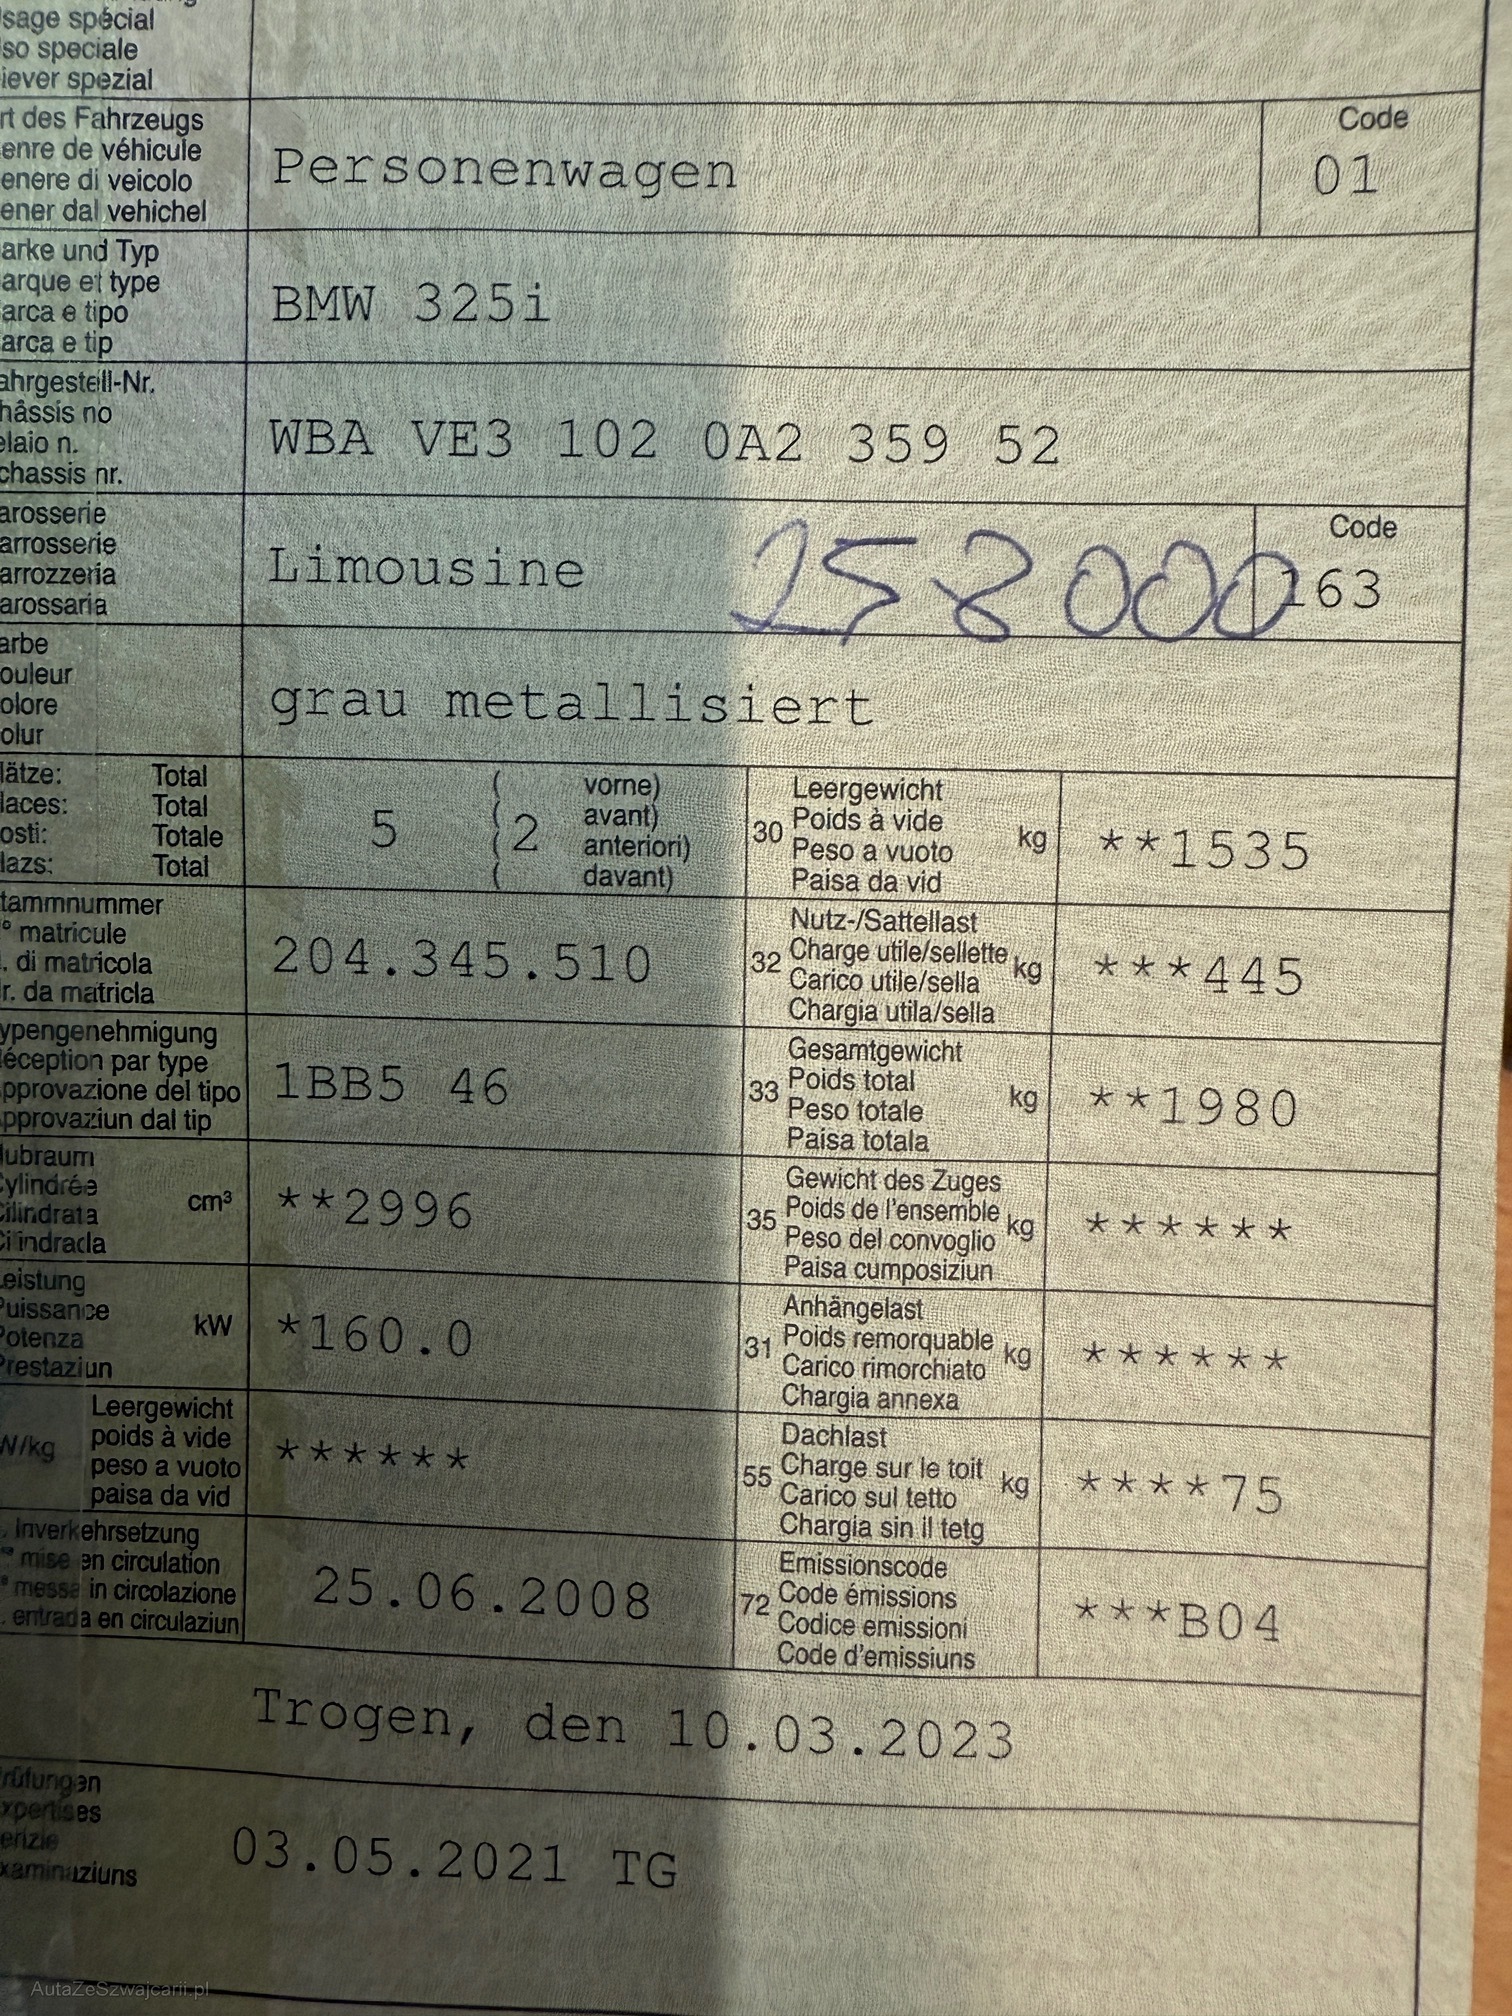 sage spécial
so speciale
iever spezial
rt des Fahrzeugs
enre de véhicule
enere di veicolo
ener dal vehichel
Personenwagen
Code
01
arke und Typ
arque et type
arca e tipo
arca e tip
BMW 325i
ahrgestell-Nr.
hâssis no
elaio n.
chassis nr.
WBA VE3 102 0A2 359 52
arosserie
arrosserie
arrozzeria
arossaria
Limousine
258000
Code
163
arbe
ouleur
olore
olur
grau metallisiert
lätze: Total
laces: Total
osti: Totale
lazs: Total
5
( vorne)
( avant)
( 2 anteriori)
( davant)
30
Leergewicht
Poids à vide
Peso a vuoto
Paisa da vid
kg
**1535
tammnummer
° matricule
. di matricola
r. da matricla
204.345.510
32
Nutz-/Sattellast
Charge utile/sellette
Carico utile/sella
Chargia utila/sella
kg
***445
ypengenehmigung
éception par type
pprovazione del tipo
pprovaziun dal tip
1BB5 46
33
Gesamtgewicht
Poids total
Peso totale
Paisa totala
kg
**1980
ubraum
Cylindrée
Cilindrata
Cilindrada
cm³
**2996
35
Gewicht des Zuges
Poids de l'ensemble
Peso del convoglio
Paisa cumposiziun
kg
******
Leistung
Puissance
Potenza
Prestaziun
kW
*160.0
31
Anhängelast
Poids remorquable
Carico rimorchiato
Chargia annexa
kg
******
W/kg
Leergewicht
poids à vide
peso a vuoto
paisa da vid
******
55
Dachlast
Charge sur le toit
Carico sul tetto
Chargia sin il tetg
kg
****75
. Inverkehrsetzung
mise en circulation
messa in circolazione
. entrada en circulaziun
25.06.2008
72
Emissionscode
Code émissions
Codice emissioni
Code d'emissiuns
***B04
Trogen, den 10.03.2023
rüfungen
xpertises
erizie
xaminaziuns
03.05.2021 TG
AutaZeSzwajcarii.pl